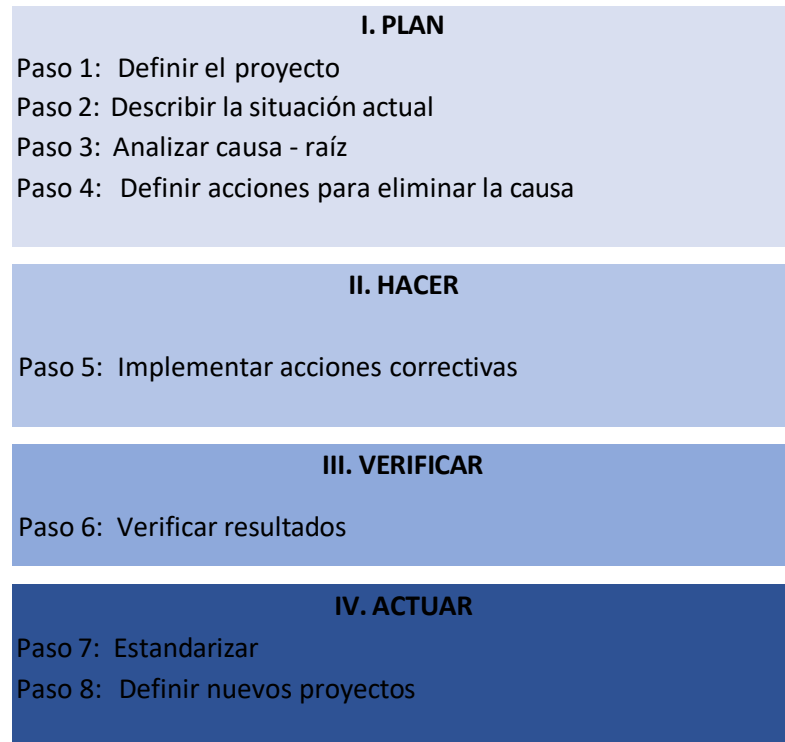 I. PLAN
Paso 1: Definir el proyecto
Paso 2: Describir la situación actual
Paso 3: Analizar causa - raíz
Paso 4: Definir acciones para eliminar la causa
II. HACER
Paso 5: Implementar acciones correctivas
III. VERIFICAR
Paso 6: Verificar resultados
IV. ACTUAR
Paso 7: Estandarizar
Paso 8: Definir nuevos proyectos